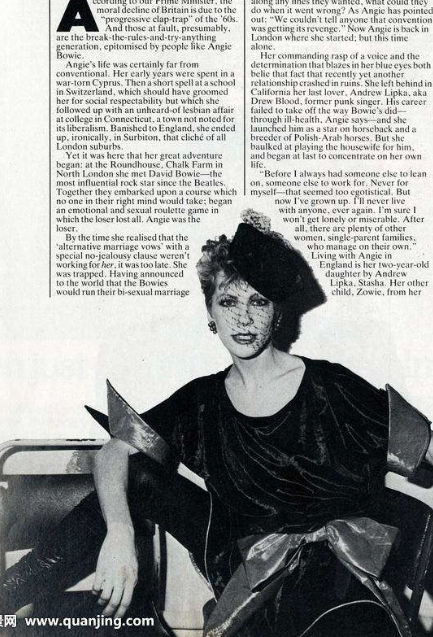 According to our Prime Minister, the
moral decline of Britain is due to the
"progressive clap-trap" of the '60s.
And those at fault, presumably,
are the break-the-rules-and-try-anything
generation, epitomised by people like Angie
Bowie.
Angie's life was certainly far from
conventional. Her early years were spent in a
war-torn Cyprus. Then a short spell at a school
in Switzerland, which should have groomed
her for social respectability but which she
followed up with an unheard-of lesbian affair
at college in Connecticut, a town not noted for
its liberalism. Banished to England, she ended
up, ironically, in Surbiton, that cliché of all
London suburbs.
Yet it was here that her great adventure
began: at the Roundhouse, Chalk Farm in
North London she met David Bowie—the
most influential rock star since the Beatles.
Together they embarked upon a course which
no one in their right mind would take; began
an emotional and sexual roulette game in
which the loser lost all. Angie was the
loser.
By the time she realised that the
'alternative marriage vows' with a
special no-jealousy clause weren't
working for her, it was too late. She
was trapped. Having announced
to the world that the Bowies
would run their bi-sexual marriage
along any lines they wanted, what could they
do when it went wrong? As Angie has pointed
out: "We couldn't tell anyone that convention
was getting its revenge." Now Angie is back in
London where she started; but this time
alone.
Her commanding rasp of a voice and the
determination that blazes in her blue eyes both
belie that fact that recently yet another
relationship crashed in ruins. She left behind in
California her last lover, Andrew Lipka, aka
Drew Blood, former punk singer. His career
failed to take off the way Bowie's did—
through ill-health, Angie says—and she
launched him as a star on horseback and a
breeder of Polish-Arab horses. But she
baulked at playing the housewife for him,
and began at last to concentrate on her own
life.
"Before I always had someone else to lean
on, someone else to work for. Never for
myself—that seemed too egotistical. But
now I've grown up. I'll never live
with anyone, ever again. I'm sure I
won't get lonely or miserable. After
all, there are plenty of other
women, single-parent families,
who manage on their own."
Living with Angie in
England is her two-year-old
daughter by Andrew
Lipka, Stasha. Her other
child, Zowie, from her
网 www.quanjing.com